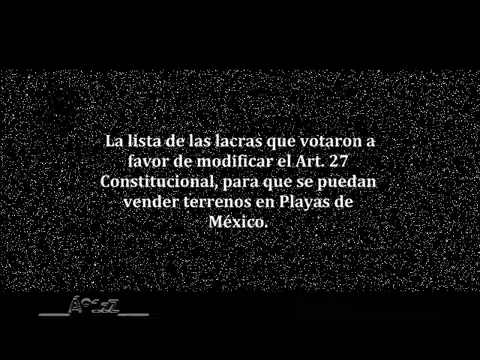 La lista de las lacras que votaron a
favor de modificar el Art. 27
Constitucional, para que se puedan
vender terrenos en Playas de
México.